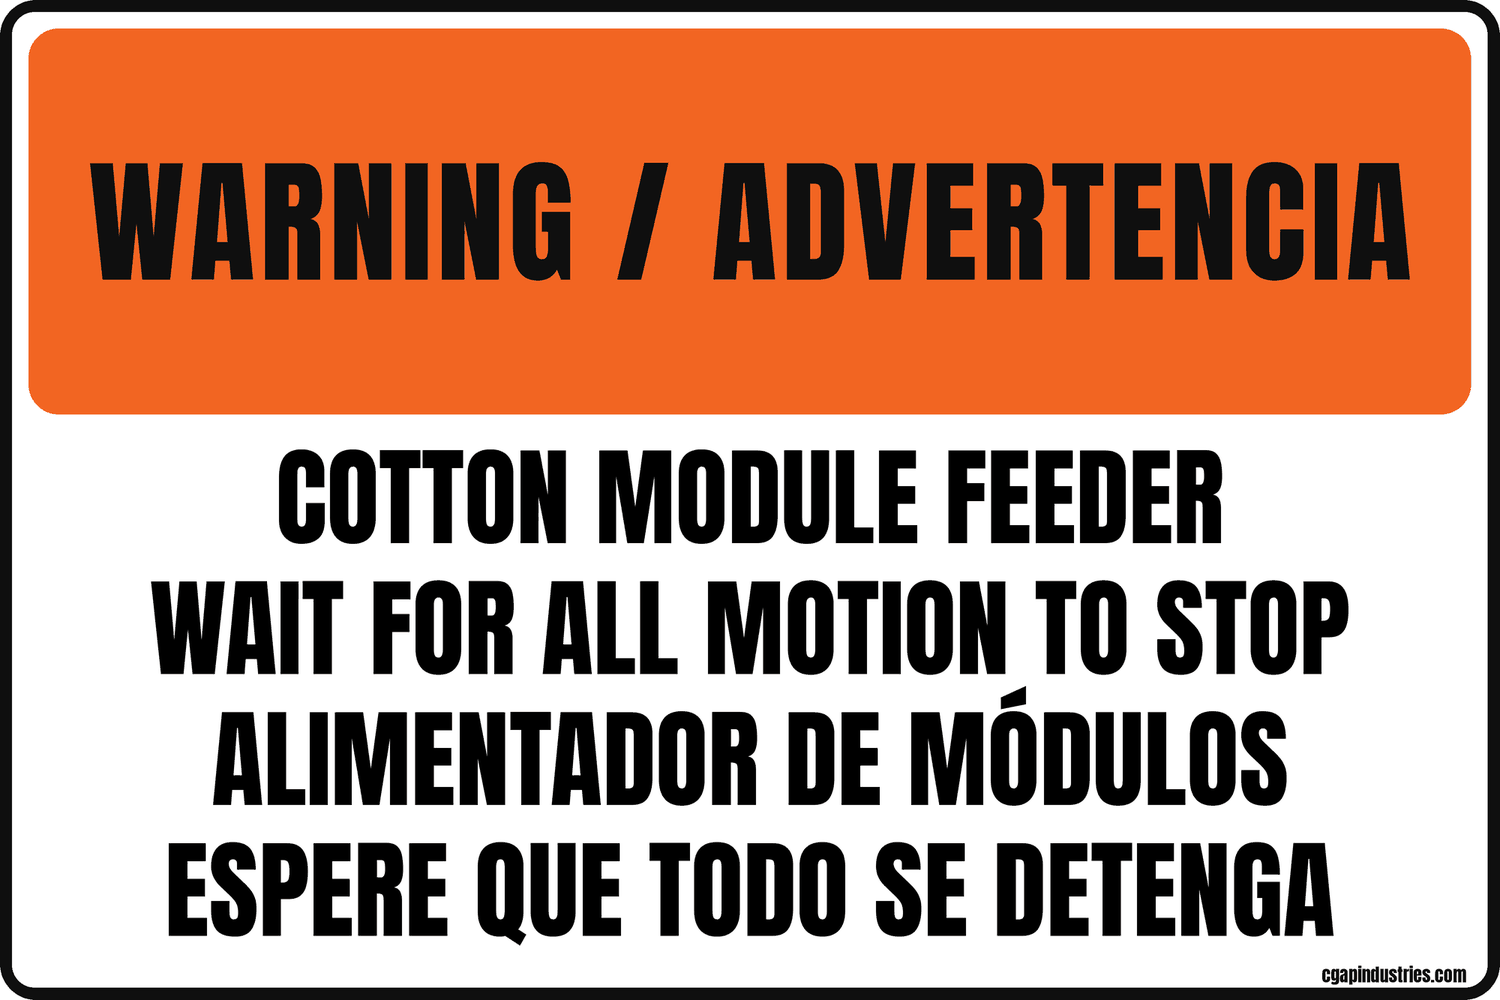 WARNING / ADVERTENCIA
COTTON MODULE FEEDER
WAIT FOR ALL MOTION TO STOP
ALIMENTADOR DE MÓDULOS
ESPERE QUE TODO SE DETENGA
cgapindustries.com